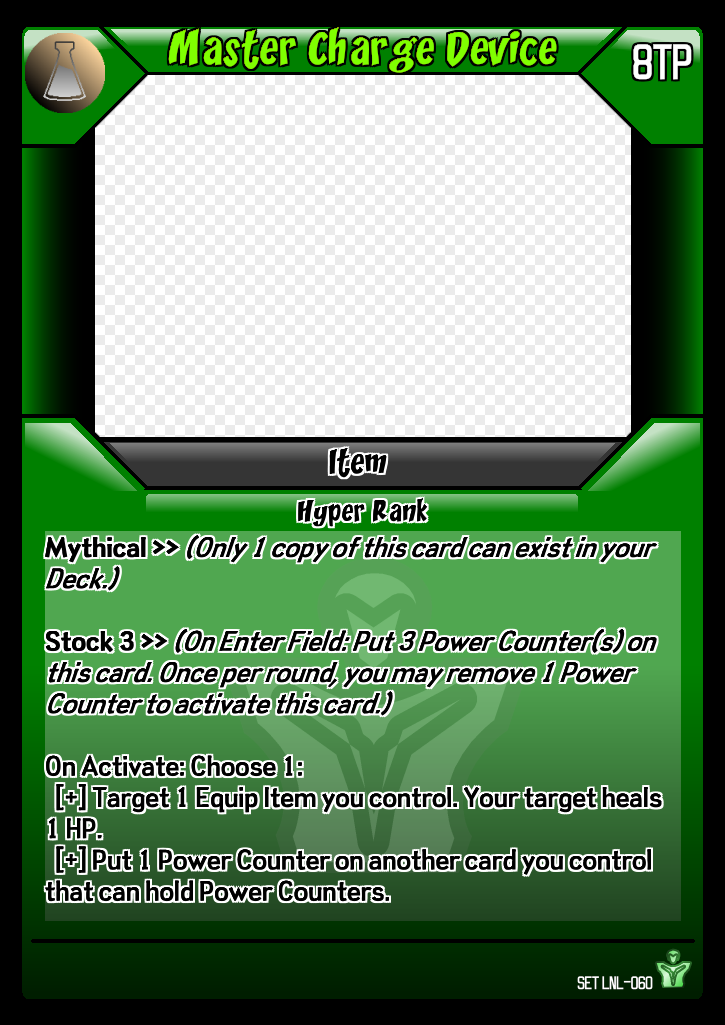 Master Charge Device
8TP
Item
Hyper Rank
Mythical >> (Only 1 copy of this card can exist in your
Deck.)
Stock 3 >> (On Enter Field: Put 3 Power Counter(s) on
this card. Once per round, you may remove 1 Power
Counter to activate this card.)
On Activate: Choose 1:
[+] Target 1 Equip Item you control. Your target heals
1 HP.
[+] Put 1 Power Counter on another card you control
that can hold Power Counters.
SET LNL-060